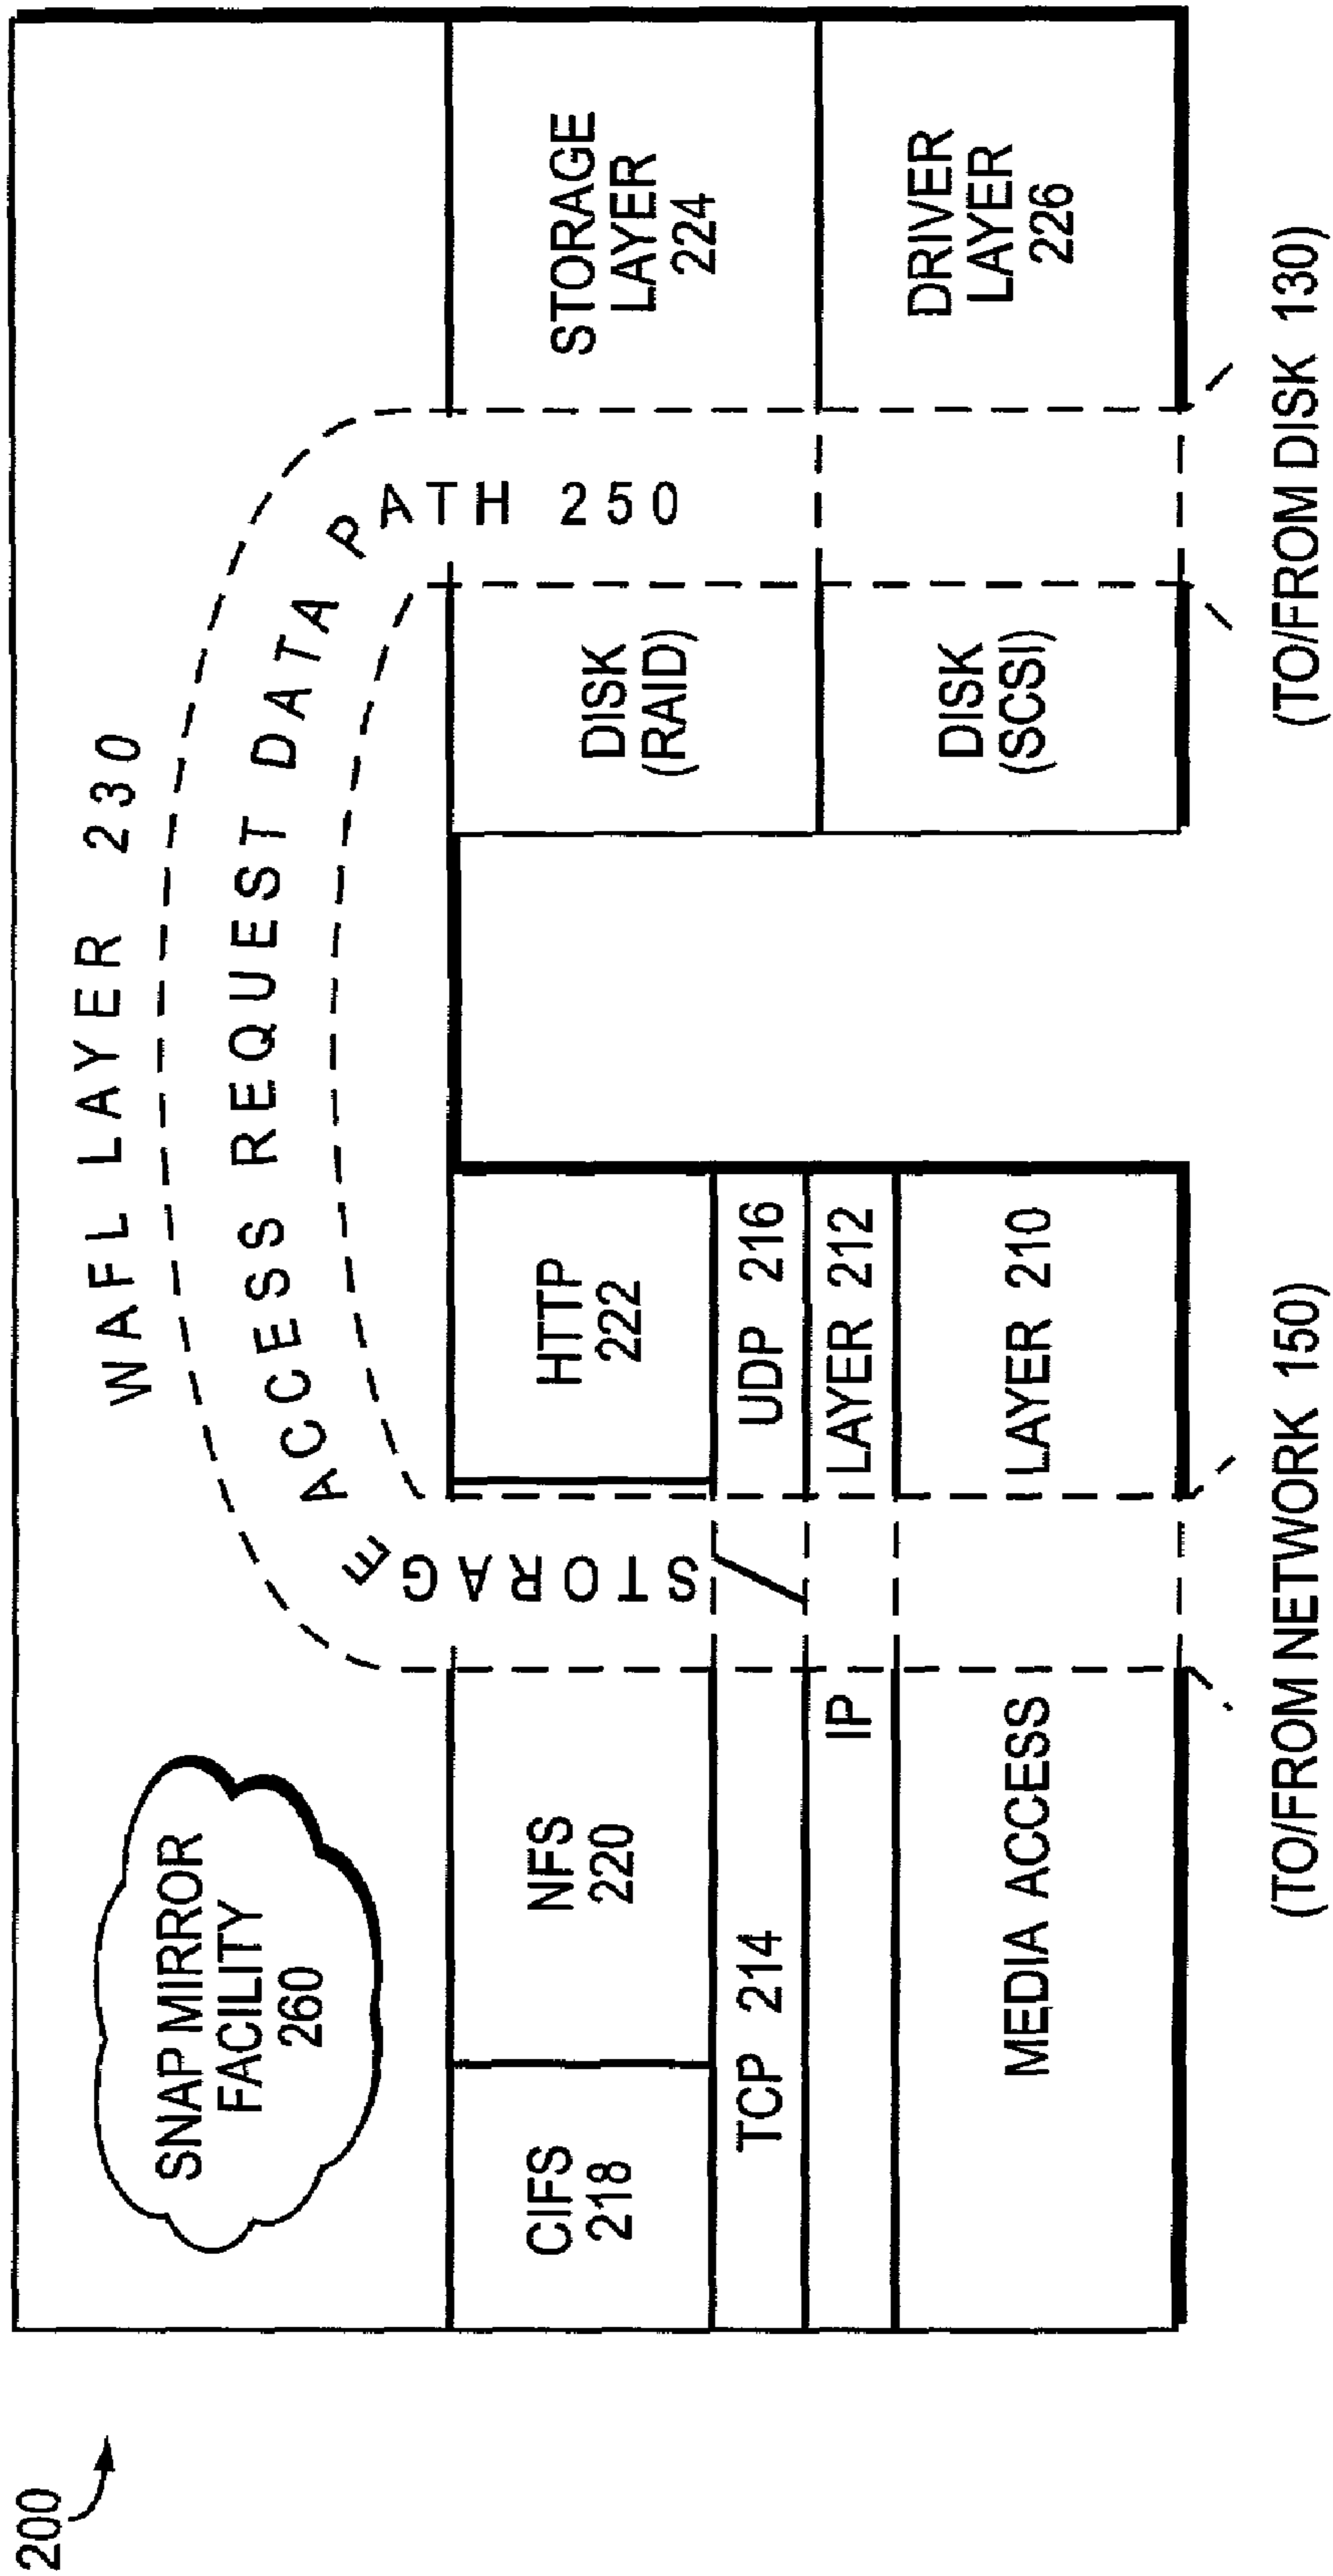 200
WAFL LAYER 230
SNAP MIRROR
FACILITY
260
STORAGE ACCESS REQUEST DATA PATH 250
CIFS
218
NFS
220
HTTP
222
TCP 214
UDP 216
IP
LAYER 212
MEDIA ACCESS
LAYER 210
(TO/FROM NETWORK 150)
DISK
(RAID)
STORAGE
LAYER
224
DISK
(SCSI)
DRIVER
LAYER
226
(TO/FROM DISK 130)